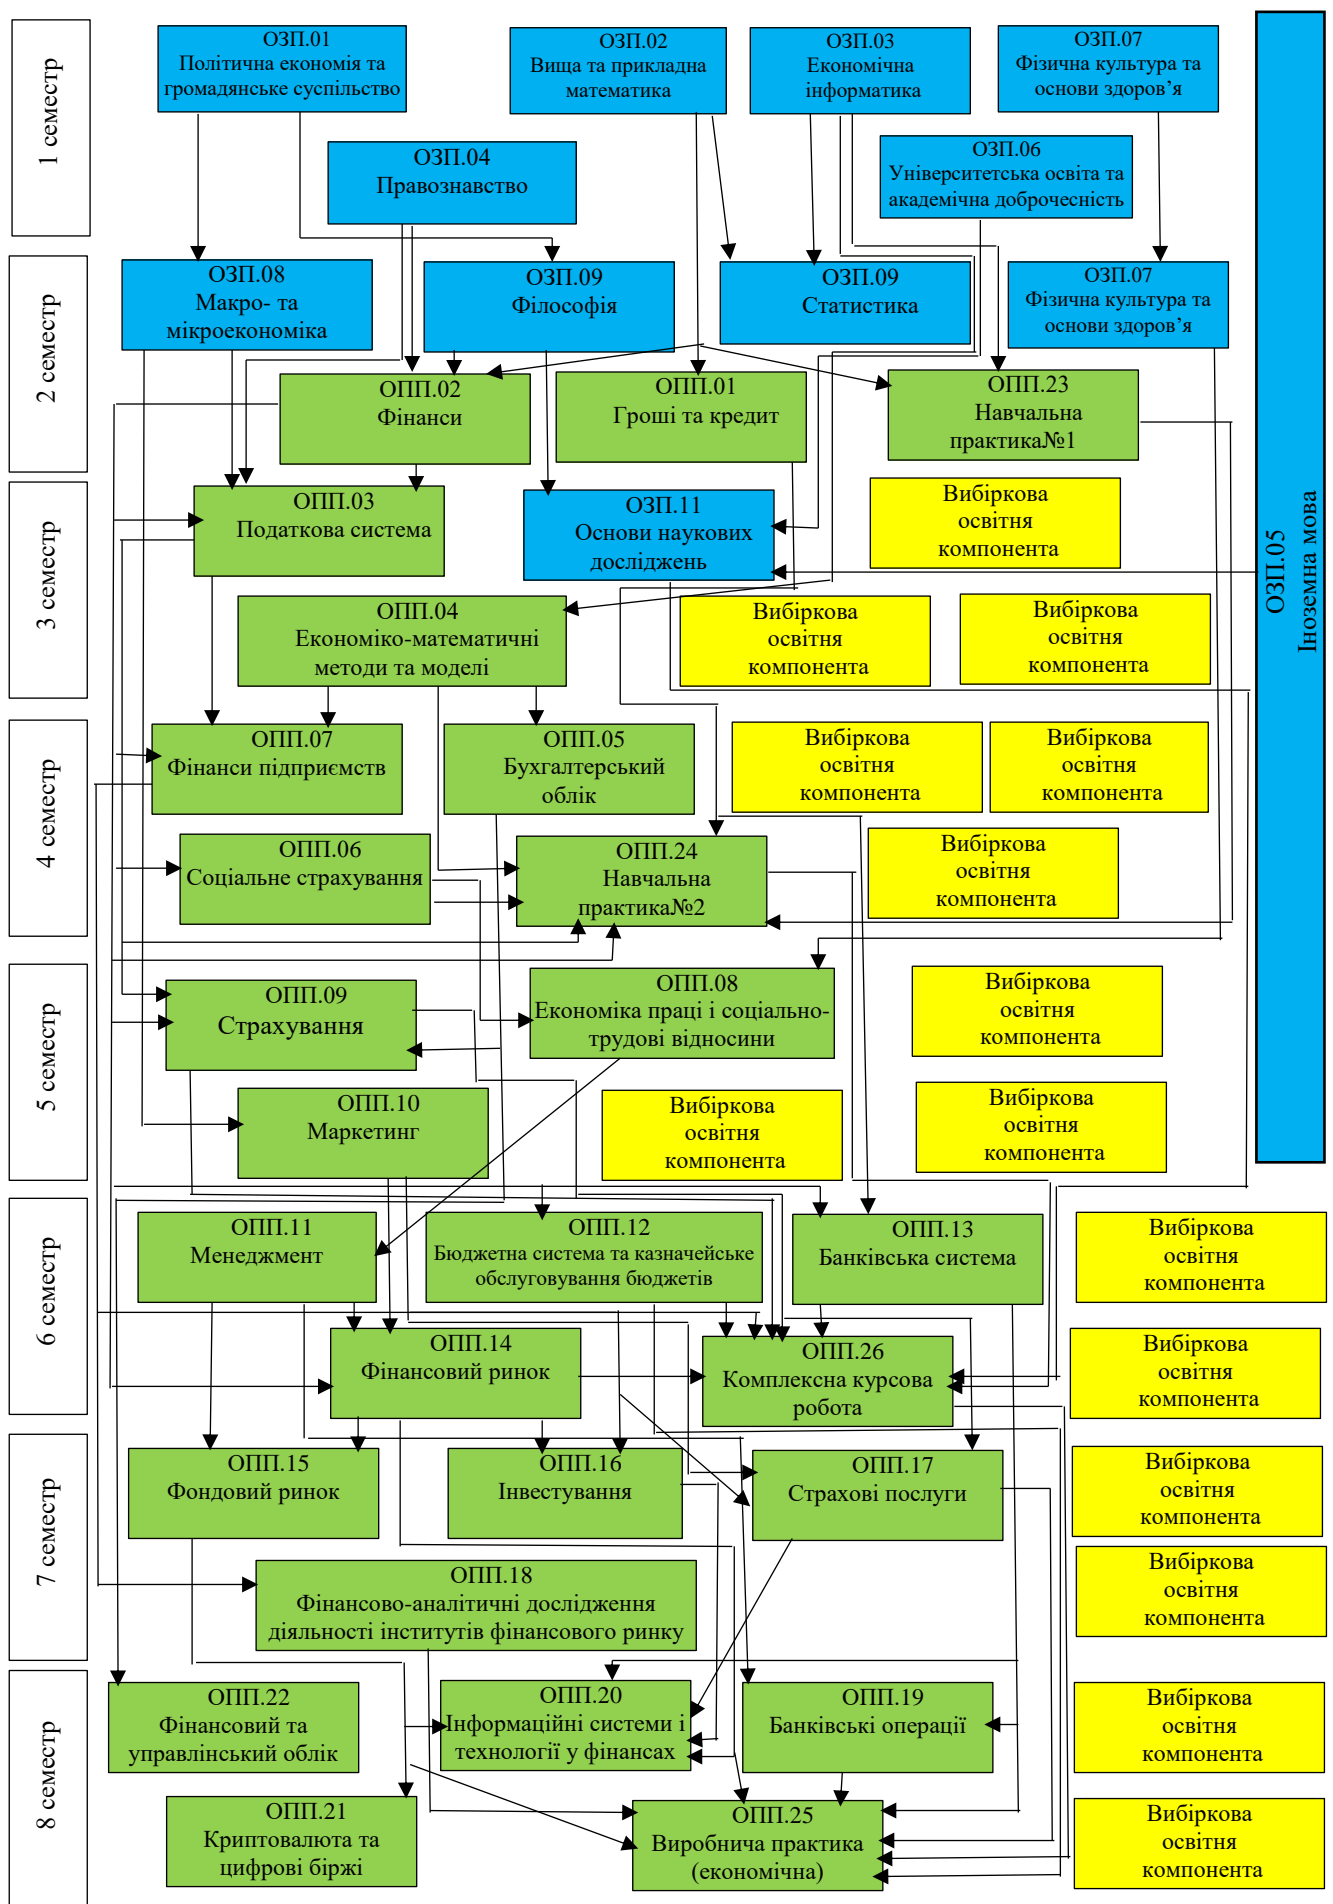 1 семестр
ОЗП.01
Політична економія та
громадянське суспільство
ОЗП.02
Вища та прикладна
математика
ОЗП.03
Економічна
інформатика
ОЗП.07
Фізична культура та
основи здоров’я
ОЗП.04
Правознавство
ОЗП.06
Університетська освіта та
академічна доброчесність
ОЗП.05
Іноземна мова
2 семестр
ОЗП.08
Макро- та
мікроекономіка
ОЗП.09
Філософія
ОЗП.09
Статистика
ОЗП.07
Фізична культура та
основи здоров’я
ОПП.02
Фінанси
ОПП.01
Гроші та кредит
ОПП.23
Навчальна
практика№1
3 семестр
ОПП.03
Податкова система
ОЗП.11
Основи наукових
досліджень
Вибіркова
освітня
компонента
ОПП.04
Економіко-математичні
методи та моделі
Вибіркова
освітня
компонента
Вибіркова
освітня
компонента
4 семестр
ОПП.07
Фінанси підприємств
ОПП.05
Бухгалтерський
облік
Вибіркова
освітня
компонента
Вибіркова
освітня
компонента
ОПП.06
Соціальне страхування
ОПП.24
Навчальна
практика№2
Вибіркова
освітня
компонента
5 семестр
ОПП.09
Страхування
ОПП.08
Економіка праці і соціально-
трудові відносини
Вибіркова
освітня
компонента
ОПП.10
Маркетинг
Вибіркова
освітня
компонента
Вибіркова
освітня
компонента
6 семестр
ОПП.11
Менеджмент
ОПП.12
Бюджетна система та казначейське
обслуговування бюджетів
ОПП.13
Банківська система
Вибіркова
освітня
компонента
ОПП.14
Фінансовий ринок
ОПП.26
Комплексна курсова
робота
Вибіркова
освітня
компонента
7 семестр
ОПП.15
Фондовий ринок
ОПП.16
Інвестування
ОПП.17
Страхові послуги
Вибіркова
освітня
компонента
ОПП.18
Фінансово-аналітичні дослідження
діяльності інститутів фінансового ринку
Вибіркова
освітня
компонента
8 семестр
ОПП.22
Фінансовий та
управлінський облік
ОПП.20
Інформаційні системи і
технології у фінансах
ОПП.19
Банківські операції
Вибіркова
освітня
компонента
ОПП.21
Криптовалюта та
цифрові біржі
ОПП.25
Виробнича практика
(економічна)
Вибіркова
освітня
компонента